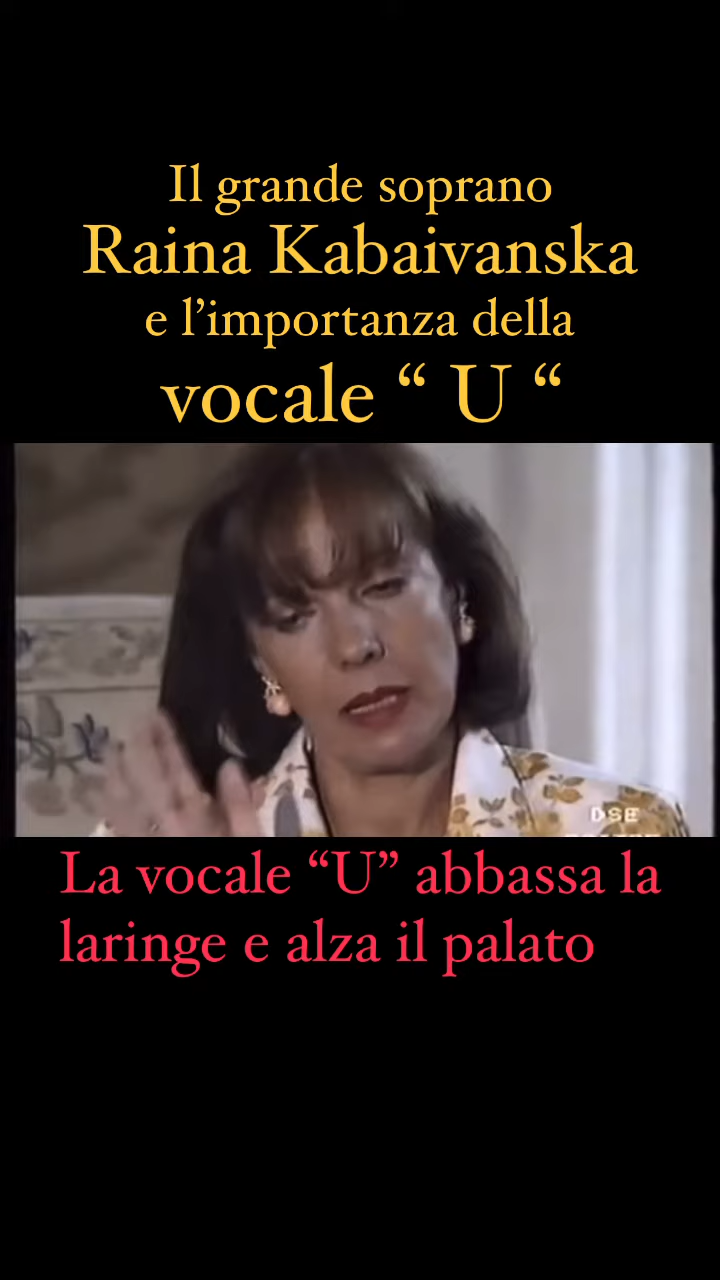 Il grande soprano
Raina Kabaivanska
e l’importanza della
vocale “ U “
DSE
La vocale “U” abbassa la
laringe e alza il palato